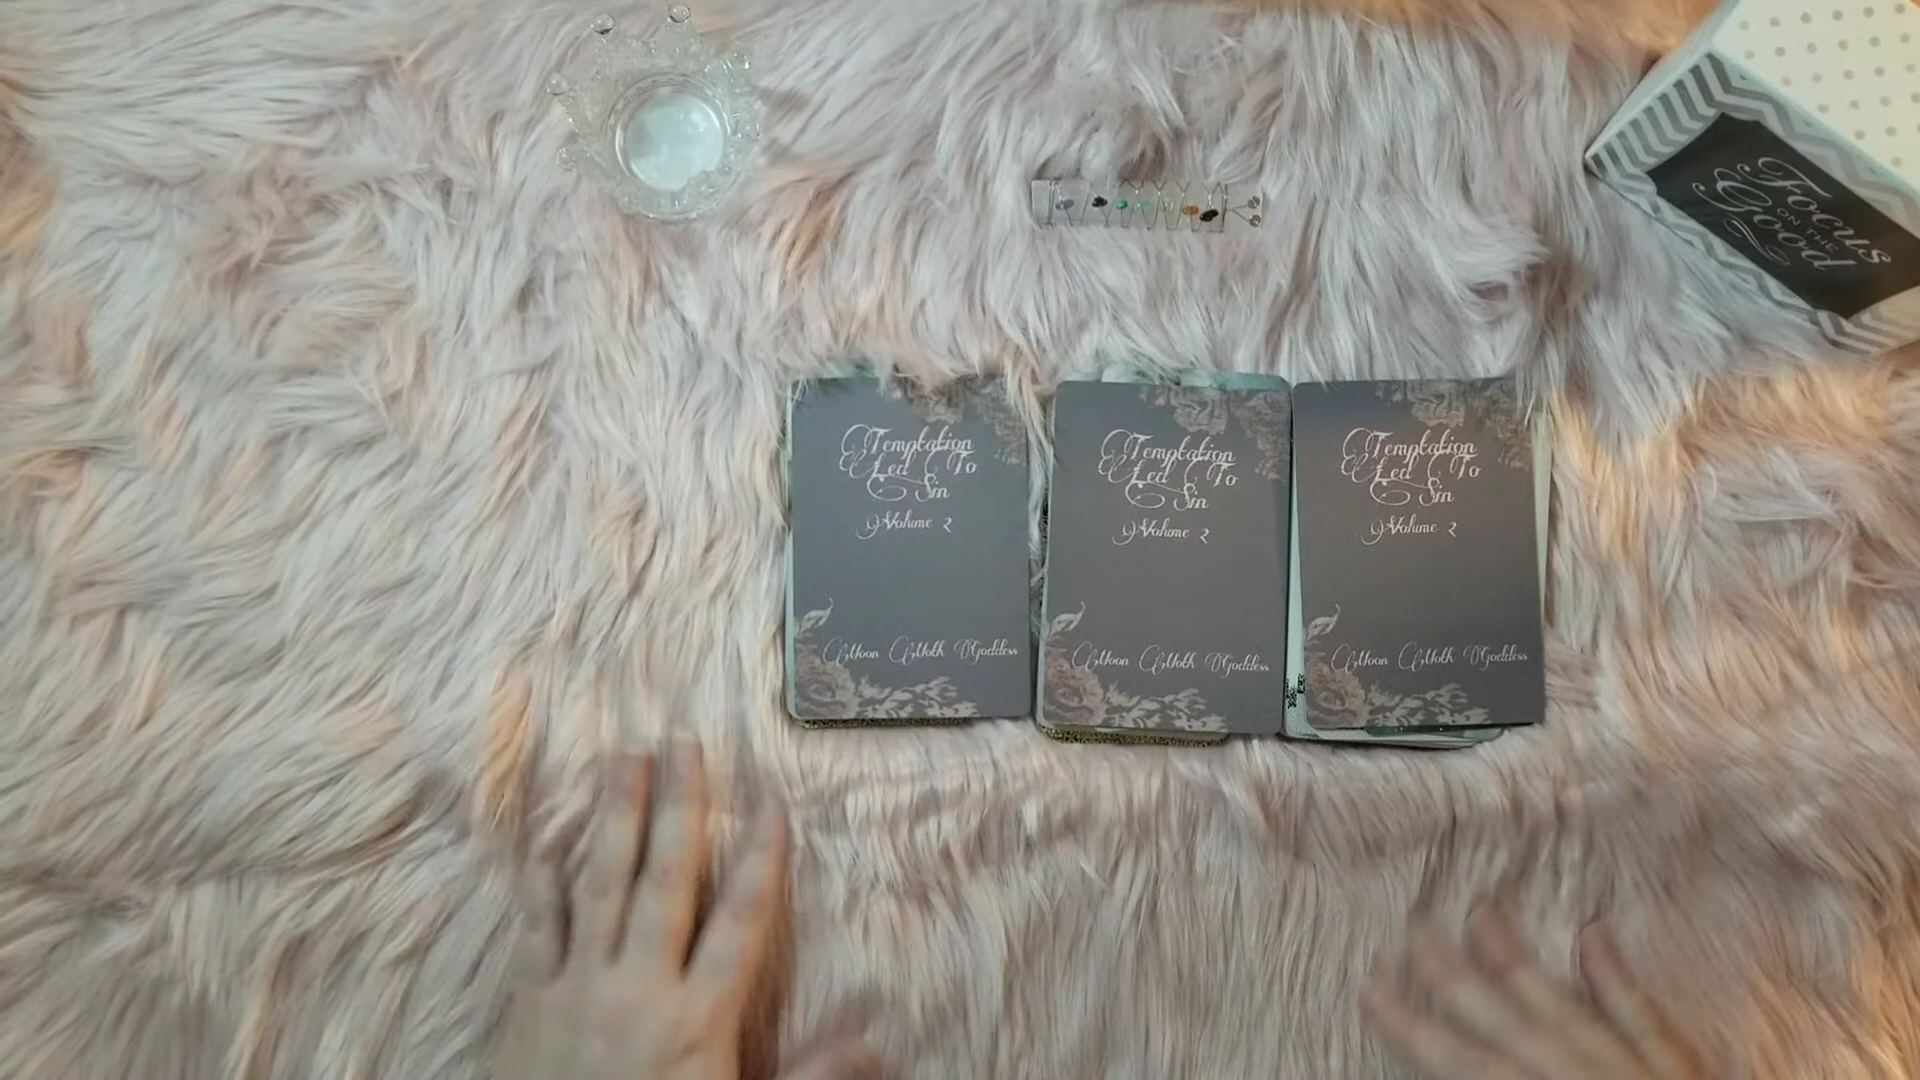 Focus
ON THE
Good
Temptation
Led To
Sin
Volume 2
Moon Moth Goddess
Temptation
Led To
Sin
Volume 2
Moon Moth Goddess
Temptation
Led To
Sin
Volume 2
Moon Moth Goddess